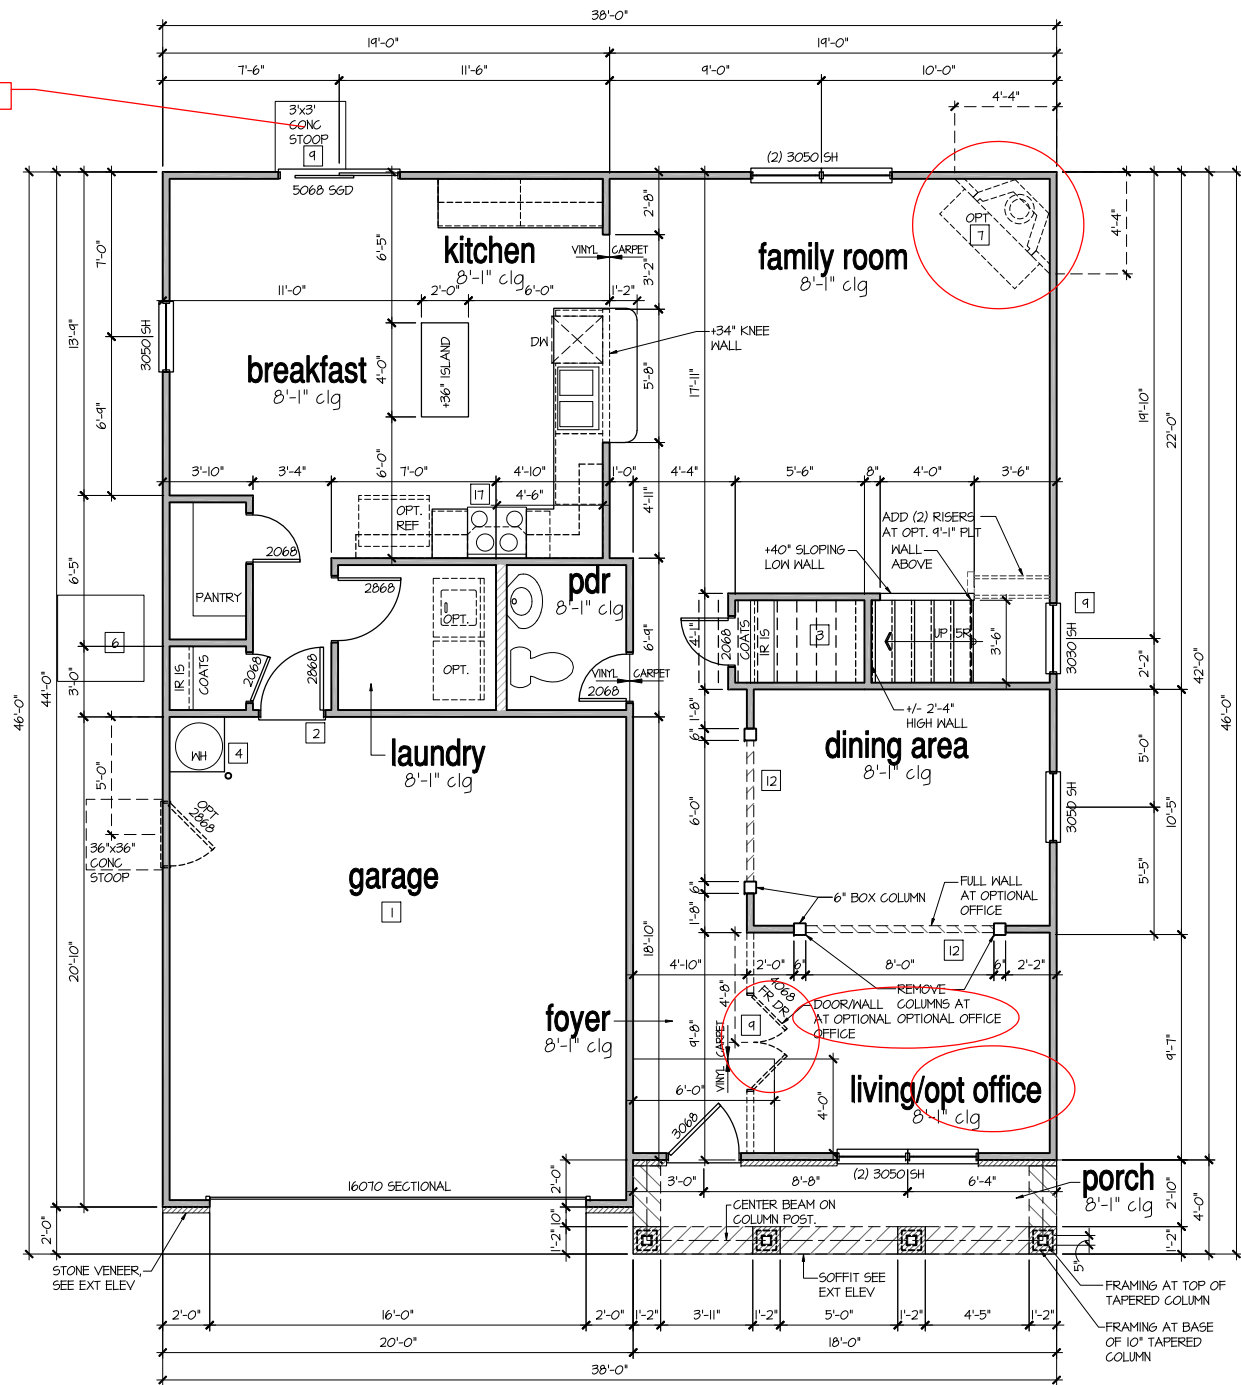 38'-0"
19'-0"
19'-0"
7'-6"
11'-6"
9'-0"
10'-0"
4'-4"
3'x3'
CONC
STOOP
9
5068 SGD
(2) 3050 SH
OPT
7
4'-4"
kitchen
8'-1" clg
VINYL
CARPET
family room
8'-1" clg
2'-8"
3'-2"
6'-5"
7'-0"
11'-0"
2'-0"
6'-0"
1'-2"
3050 SH
13'-9"
6'-9"
breakfast
8'-1" clg
4'-0"
+36" ISLAND
DW
+34" KNEE
WALL
5'-8"
17'-11"
19'-10"
22'-0"
6'-0"
3'-10"
3'-4"
7'-0"
4'-10"
1'-0"
4'-4"
5'-6"
8"
4'-0"
3'-6"
17
4'-6"
OPT.
REF
4'-11"
ADD (2) RISERS
AT OPT. 9'-1" PLT
WALL
ABOVE
+40" SLOPING
LOW WALL
2068
6'-5"
PANTRY
2868
OPT.
OPT.
pdr
8'-1" clg
6'-9"
4'-1"
2068
COATS
1R 1S
3
UP 5R
3'-6"
9
3030 SH
2'-2"
6
3'-0"
1R 1S
COATS
2068
2868
VINYL
CARPET
2068
44'-0"
46'-0"
42'-0"
46'-0"
2
WH
4
laundry
8'-1" clg
+/- 2'-4"
HIGH WALL
1'-8"
6"
dining area
8'-1" clg
12
6'-0"
5'-0"
3050 SH
10'-5"
5'-5"
5'-0"
OPT
2868
36"x36"
CONC
STOOP
garage
1
6"
1'-8"
6" BOX COLUMN
FULL WALL
AT OPTIONAL
OFFICE
12
20'-10"
18'-10"
4'-10"
2'-0"
6"
8'-0"
6"
2'-2"
4'-8"
4068
FR DR
REMOVE
COLUMNS AT
OPTIONAL OFFICE
DOOR/WALL
AT OPTIONAL
OFFICE
9
foyer
8'-1" clg
9'-8"
VINYL
CARPET
9'-7"
living/opt office
8'-1" clg
6'-0"
4'-0"
3068
(2) 3050 SH
16070 SECTIONAL
2'-0"
3'-0"
8'-8"
6'-4"
porch
8'-1" clg
2'-10"
4'-0"
CENTER BEAM ON
COLUMN POST.
2'-0"
10"
1'-2"
1'-2"
5"
STONE VENEER,
SEE EXT ELEV
SOFFIT SEE
EXT ELEV
FRAMING AT TOP OF
TAPERED COLUMN
FRAMING AT BASE
OF 10" TAPERED
COLUMN
2'-0"
16'-0"
2'-0"
1'-2"
3'-11"
1'-2"
5'-0"
1'-2"
4'-5"
1'-2"
20'-0"
18'-0"
38'-0"